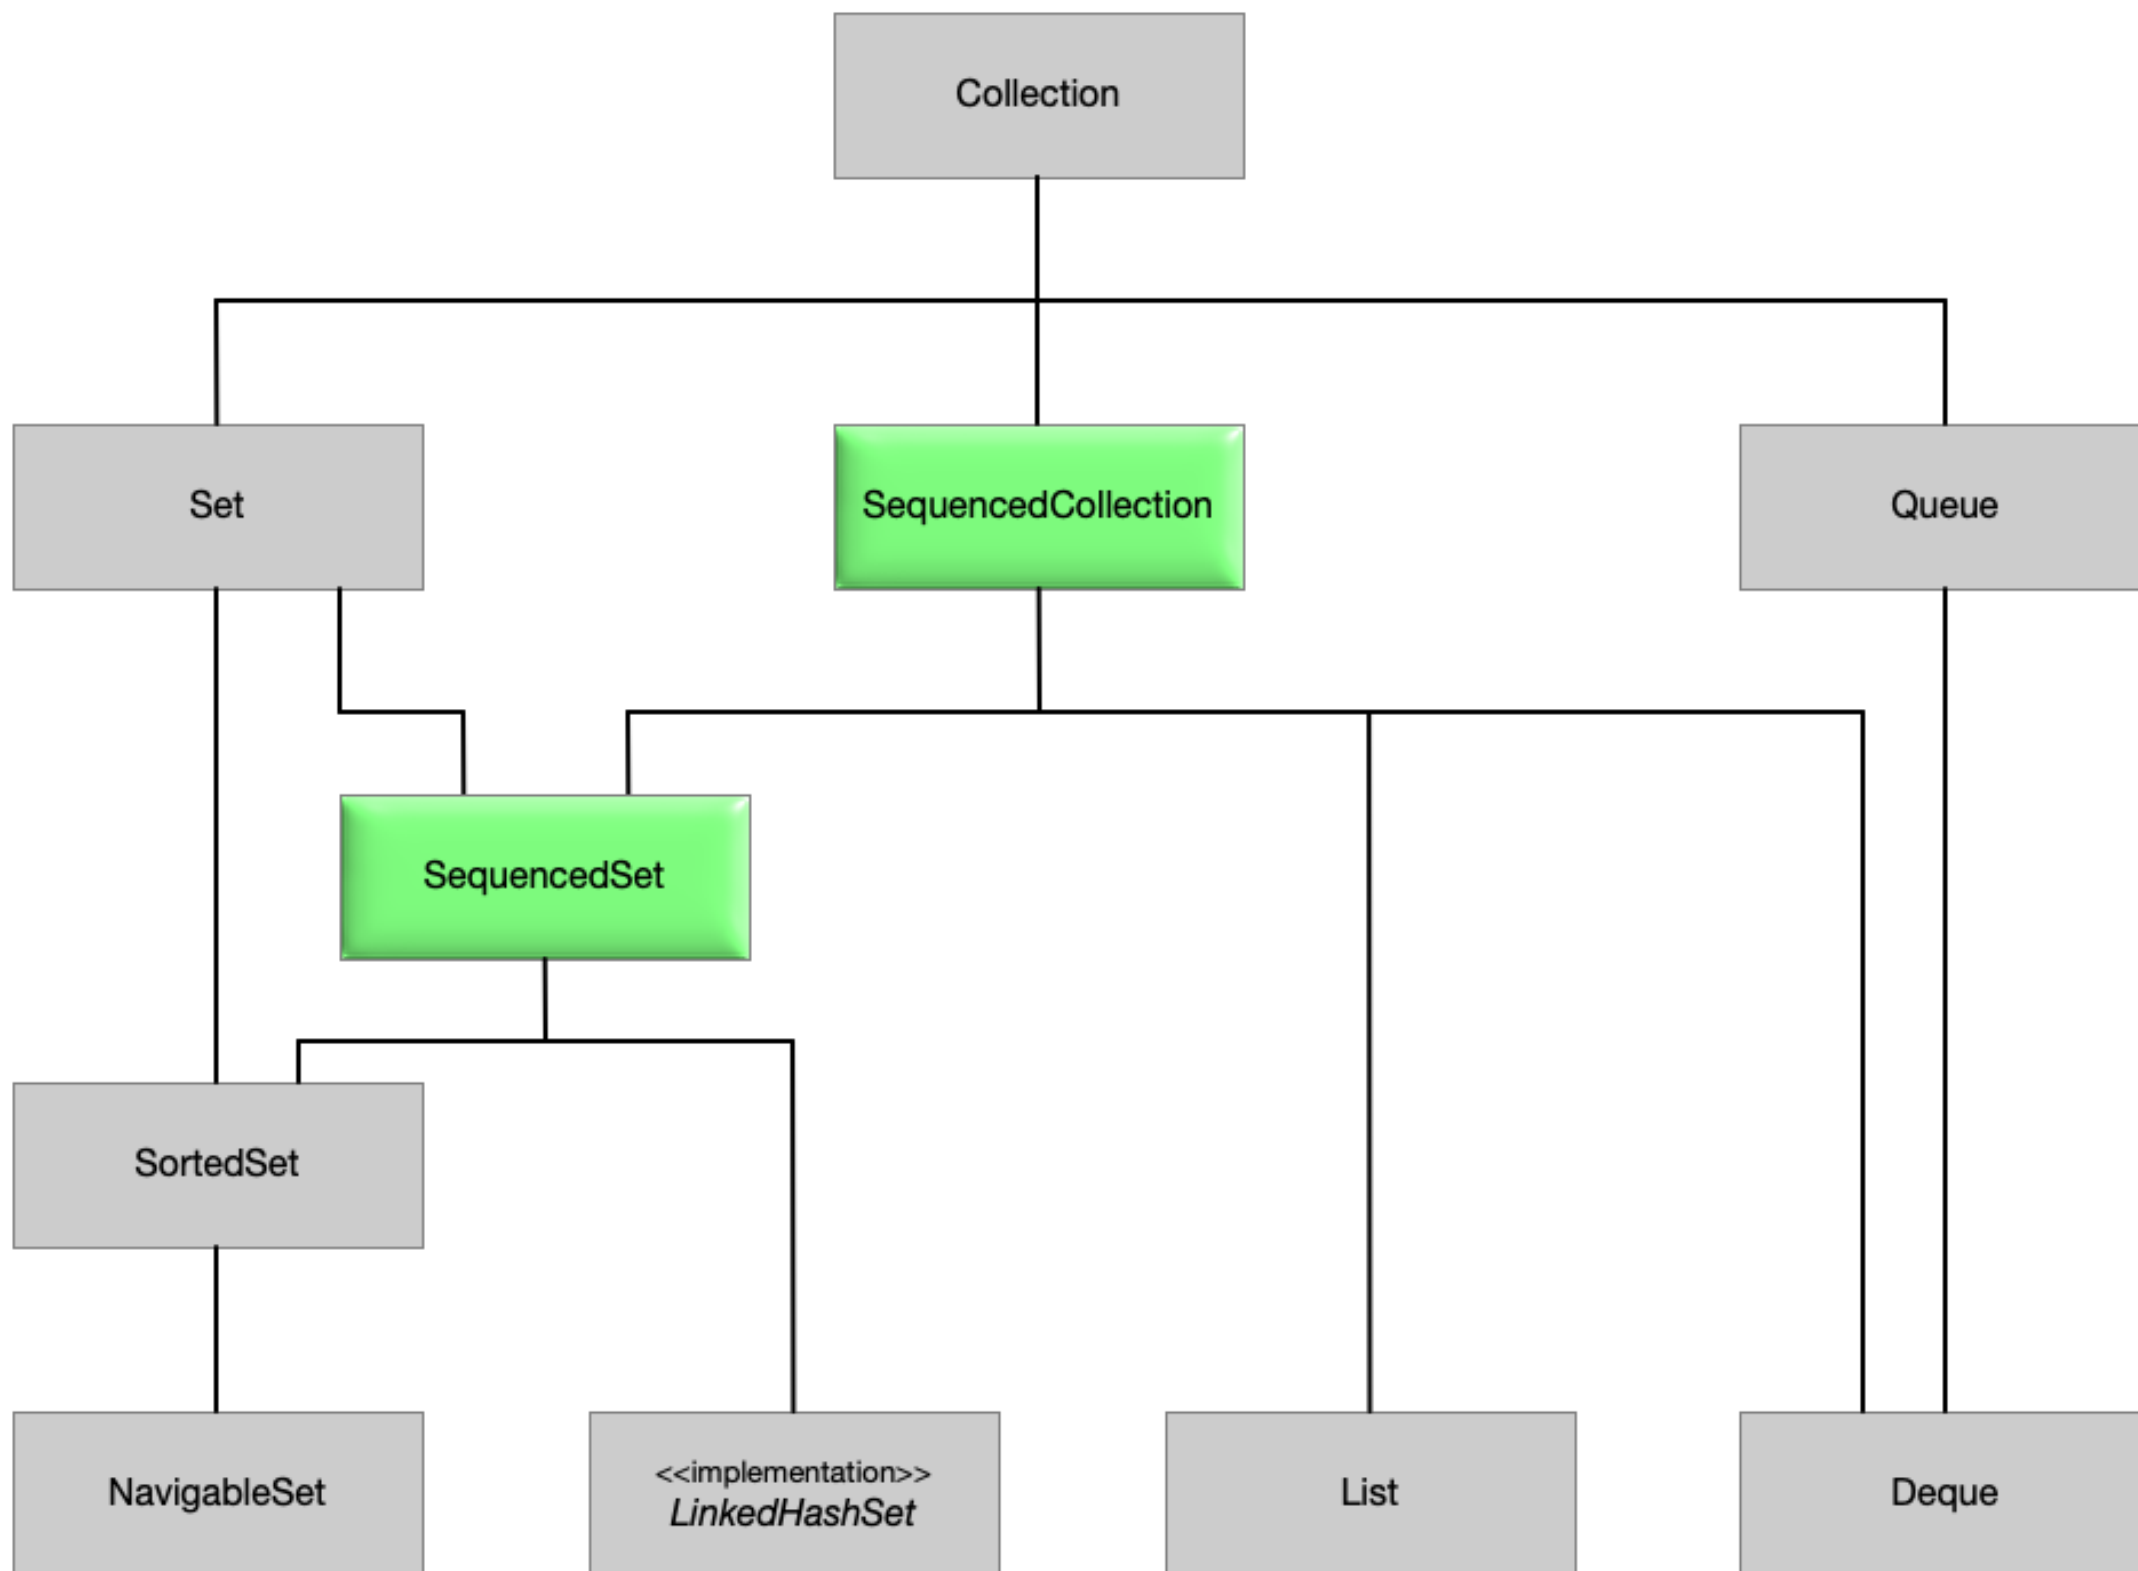 Collection
Set
SequencedCollection
Queue
SequencedSet
SortedSet
NavigableSet
<<implementation>>
LinkedHashSet
List
Deque